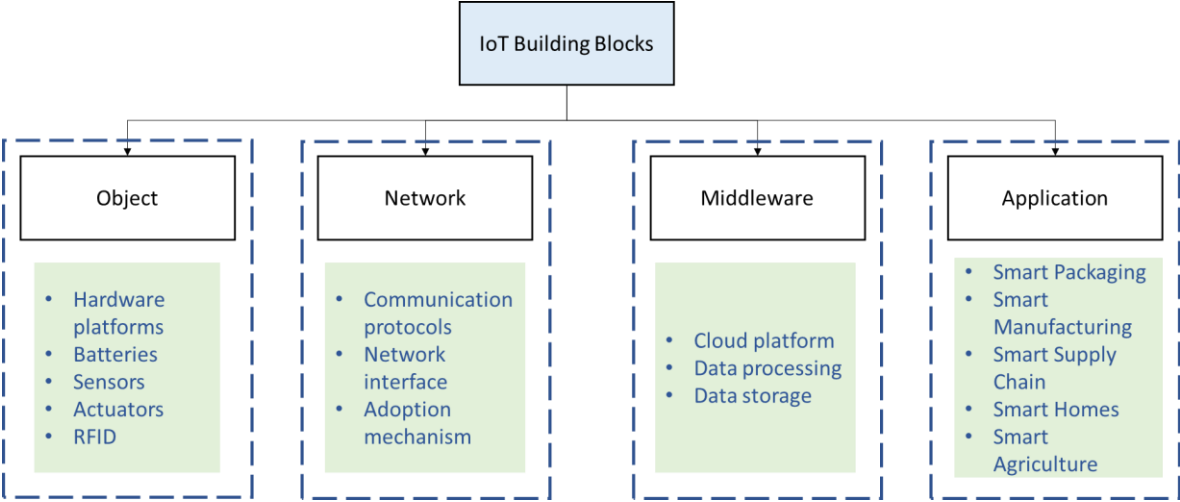 IoT Building Blocks
Object
• Hardware
platforms
• Batteries
• Sensors
• Actuators
• RFID
Network
• Communication
protocols
• Network
interface
• Adoption
mechanism
Middleware
• Cloud platform
• Data processing
• Data storage
Application
• Smart Packaging
• Smart
Manufacturing
• Smart Supply
Chain
• Smart Homes
• Smart
Agriculture